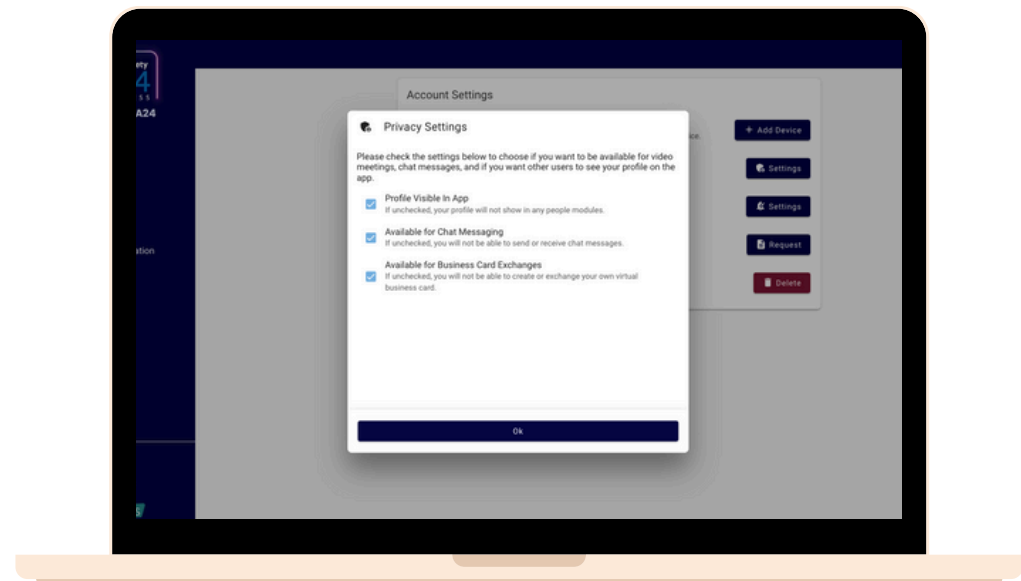 ety
4
SS
A24
ation
Account Settings
ice.
+ Add Device
Settings
Settings
Request
Delete
Privacy Settings
Please check the settings below to choose if you want to be available for video
meetings, chat messages, and if you want other users to see your profile on the
app.
Profile Visible In App
If unchecked, your profile will not show in any people modules.
Available for Chat Messaging
If unchecked, you will not be able to send or receive chat messages.
Available for Business Card Exchanges
If unchecked, you will not be able to create or exchange your own virtual
business card.
Ok